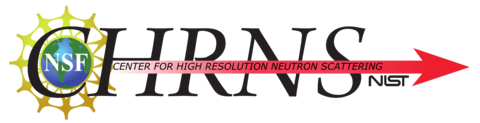 CHRNS
NSF
CENTER FOR HIGH RESOLUTION NEUTRON SCATTERING
NIST